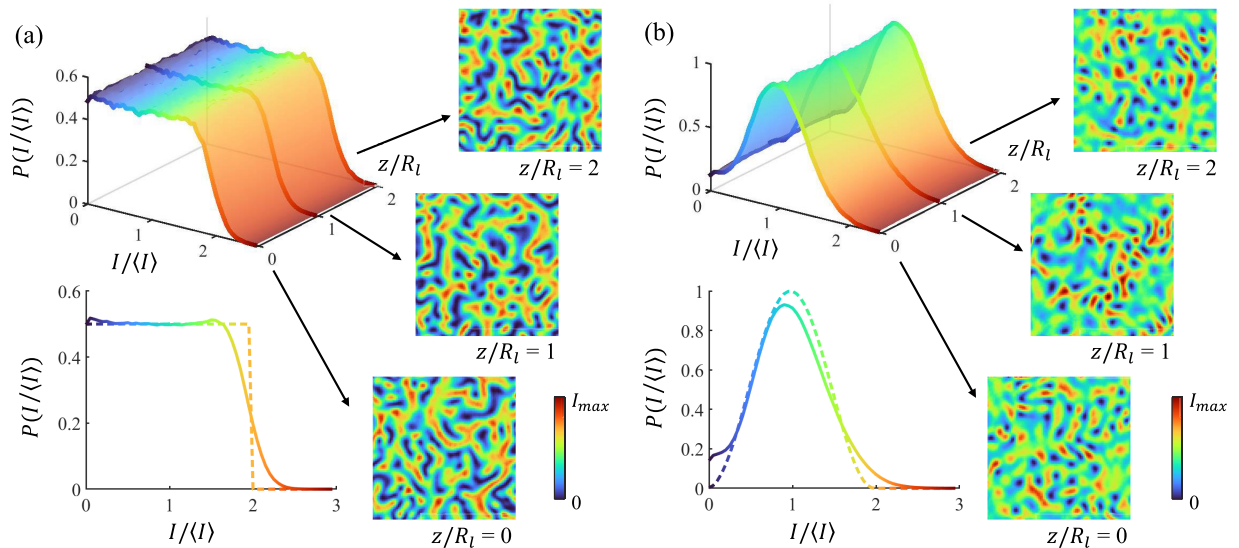 (a)
P(I/⟨I⟩)
0.6
0.4
0.2
0
0
1
2
I/⟨I⟩
0
1
2
z/R_l
z/R_l = 2
z/R_l = 1
P(I/⟨I⟩)
0.6
0.4
0.2
0
0
1
2
3
I/⟨I⟩
I_max
0
z/R_l = 0
(b)
P(I/⟨I⟩)
1
0.5
0
0
1
2
I/⟨I⟩
0
1
2
z/R_l
z/R_l = 2
z/R_l = 1
P(I/⟨I⟩)
1
0.8
0.6
0.4
0.2
0
0
1
2
3
I/⟨I⟩
I_max
0
z/R_l = 0